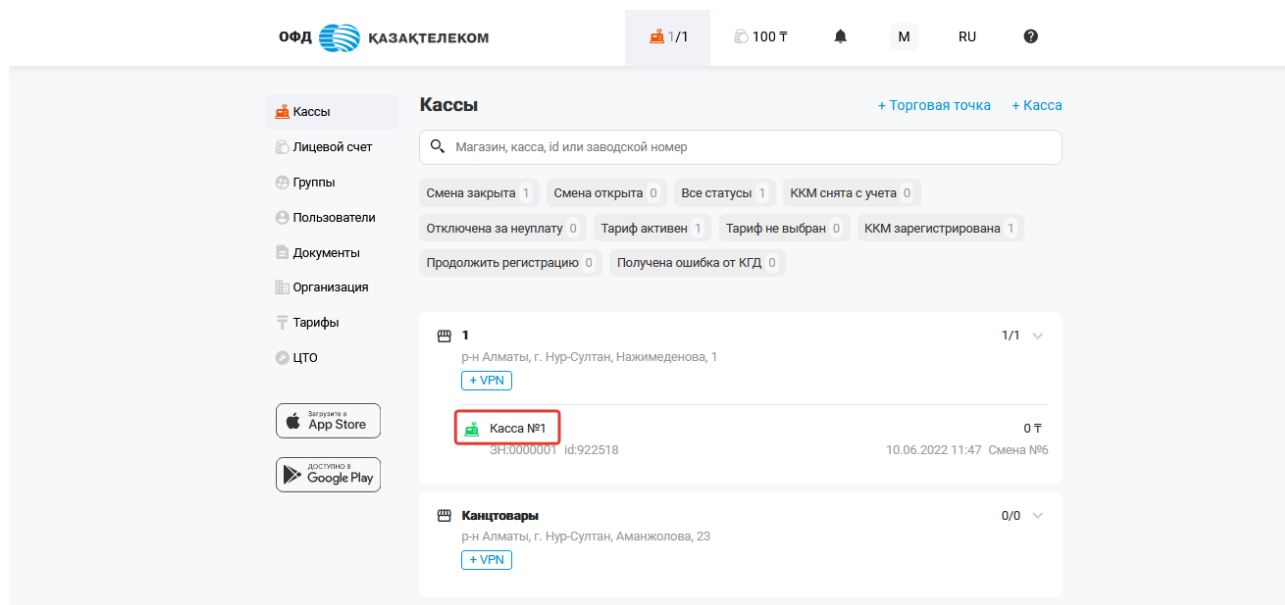 ОФД ҚАЗАҚТЕЛЕКОМ 1/1 100 ₸ M RU ?
Кассы
Лицевой счет
Группы
Пользователи
Документы
Организация
Тарифы
ЦТО
Загрузите в
App Store
ДОСТУПНО В
Google Play
Кассы + Торговая точка + Касса
Магазин, касса, id или заводской номер
Смена закрыта 1 Смена открыта 0 Все статусы 1 ККМ снята с учета 0
Отключена за неуплату 0 Тариф активен 1 Тариф не выбран 0 ККМ зарегистрирована 1
Продолжить регистрацию 0 Получена ошибка от КГД 0
1 1/1
р-н Алматы, г. Нур-Султан, Нажимеденова, 1
+ VPN
Касса №1 0 ₸
ЗН:0000001 id:922518 10.06.2022 11:47 Смена №6
Канцтовары 0/0
р-н Алматы, г. Нур-Султан, Аманжолова, 23
+ VPN